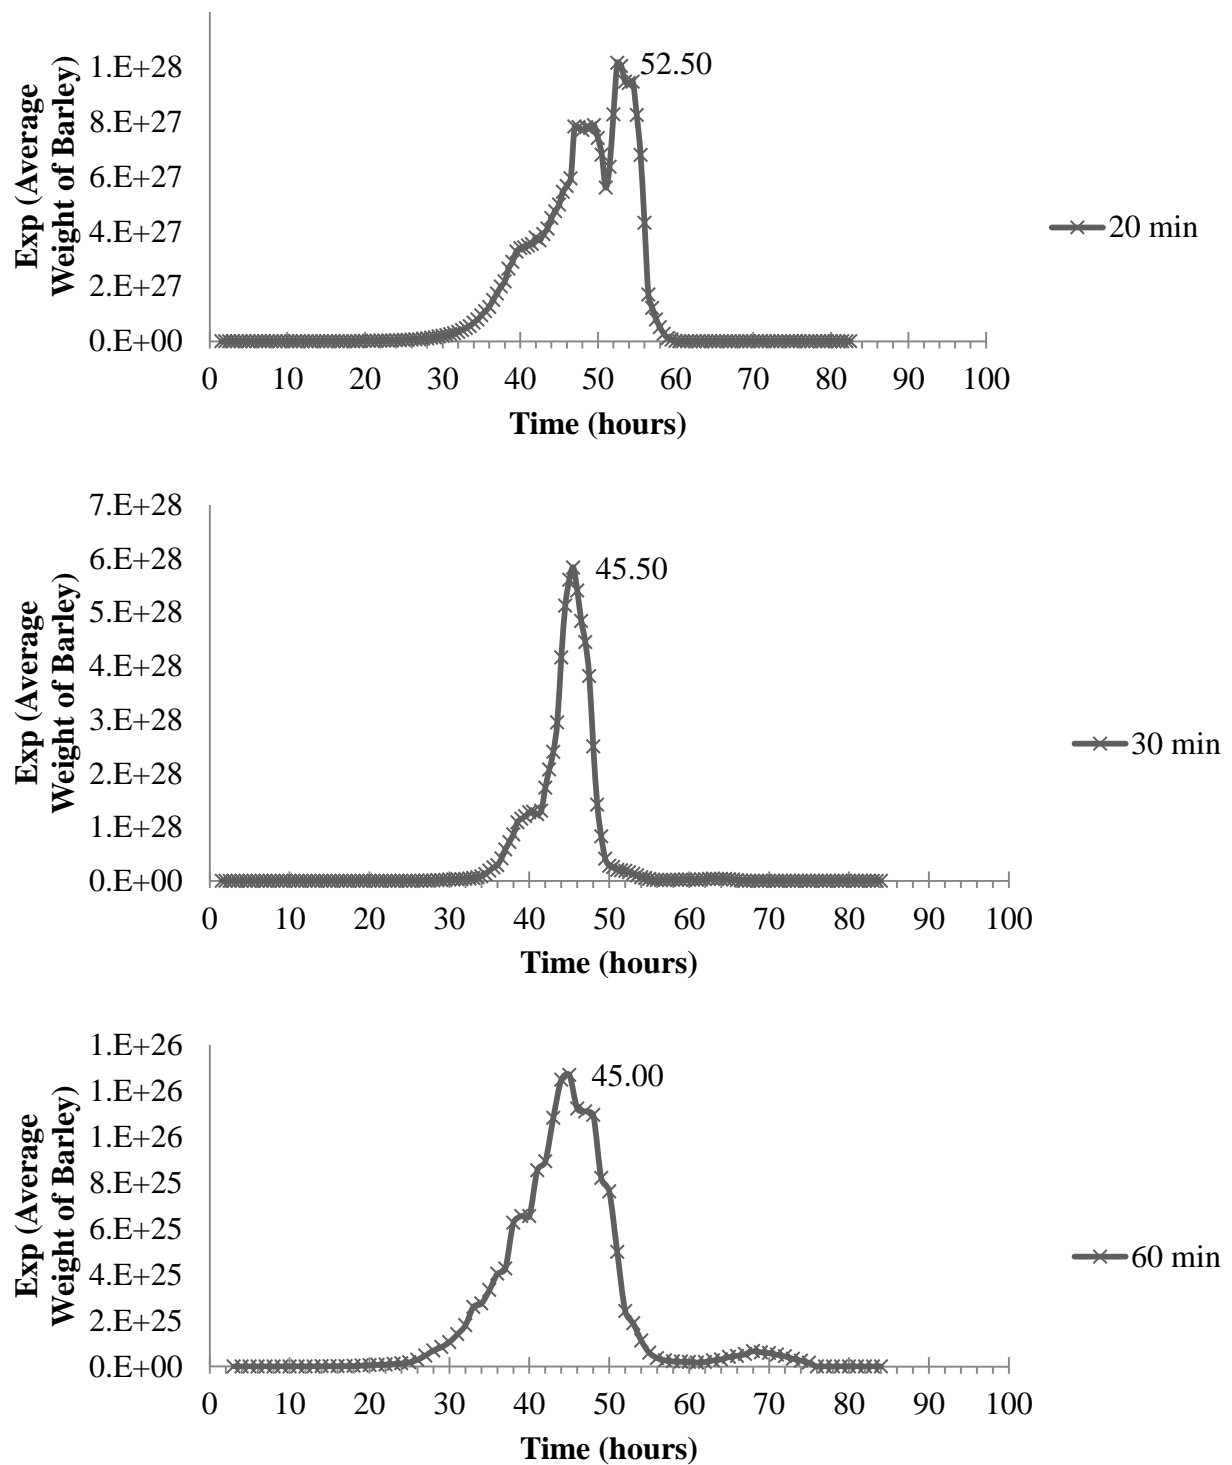 Exp (Average
Weight of Barley)
1.E+28
8.E+27
6.E+27
4.E+27
2.E+27
0.E+00
52.50
20 min
0 10 20 30 40 50 60 70 80 90 100
Time (hours)
Exp (Average
Weight of Barley)
7.E+28
6.E+28
5.E+28
4.E+28
3.E+28
2.E+28
1.E+28
0.E+00
45.50
30 min
0 10 20 30 40 50 60 70 80 90 100
Time (hours)
Exp (Average
Weight of Barley)
1.E+26
1.E+26
1.E+26
8.E+25
6.E+25
4.E+25
2.E+25
0.E+00
45.00
60 min
0 10 20 30 40 50 60 70 80 90 100
Time (hours)